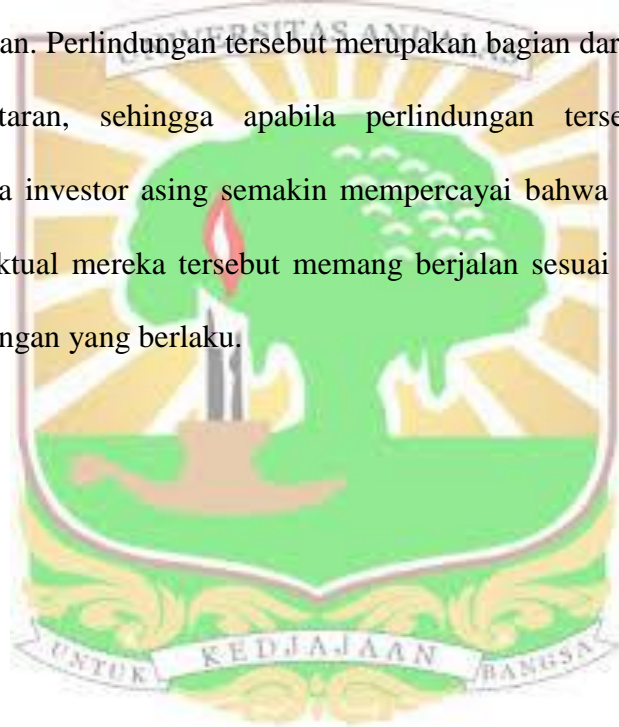 UNIVERSITAS ANDALAS
an. Perlindungan tersebut merupakan bagian dar
taran, sehingga apabila perlindungan terse
a investor asing semakin mempercayai bahwa
ktual mereka tersebut memang berjalan sesuai
ngan yang berlaku.
UNTUK KEDJAJAAN BANGSA